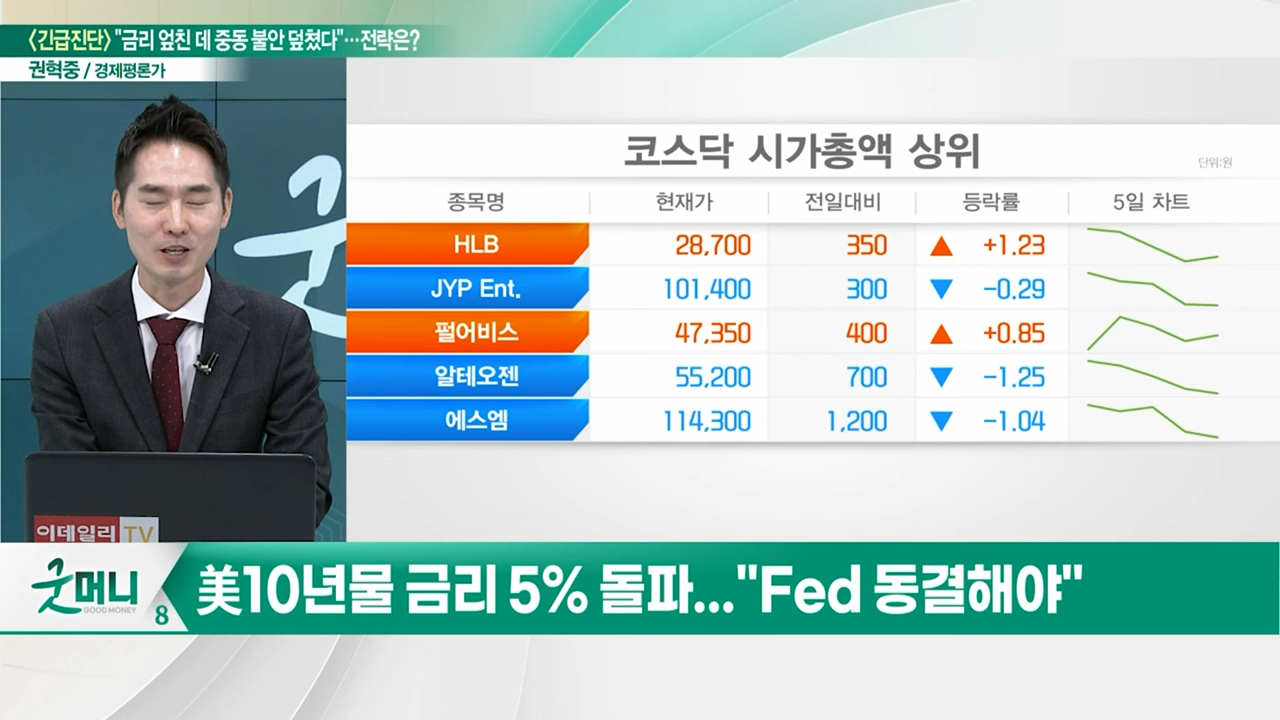 <긴급진단> "금리 엎친 데 중동 불안 덮쳤다"…전략은?
권혁중 / 경제평론가
코스닥 시가총액 상위
단위:원
종목명 현재가 전일대비 등락률 5일 차트
HLB 28,700 350 ▲ +1.23
JYP Ent. 101,400 300 ▼ -0.29
펄어비스 47,350 400 ▲ +0.85
알테오젠 55,200 700 ▼ -1.25
에스엠 114,300 1,200 ▼ -1.04
이데일리 TV
굿머니
GOOD MONEY
8
美10년물 금리 5% 돌파..."Fed 동결해야"